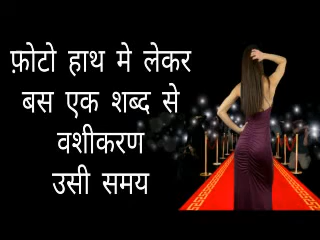 फ़ोटो हाथ मे लेकर
बस एक शब्द से
वशीकरण
उसी समय